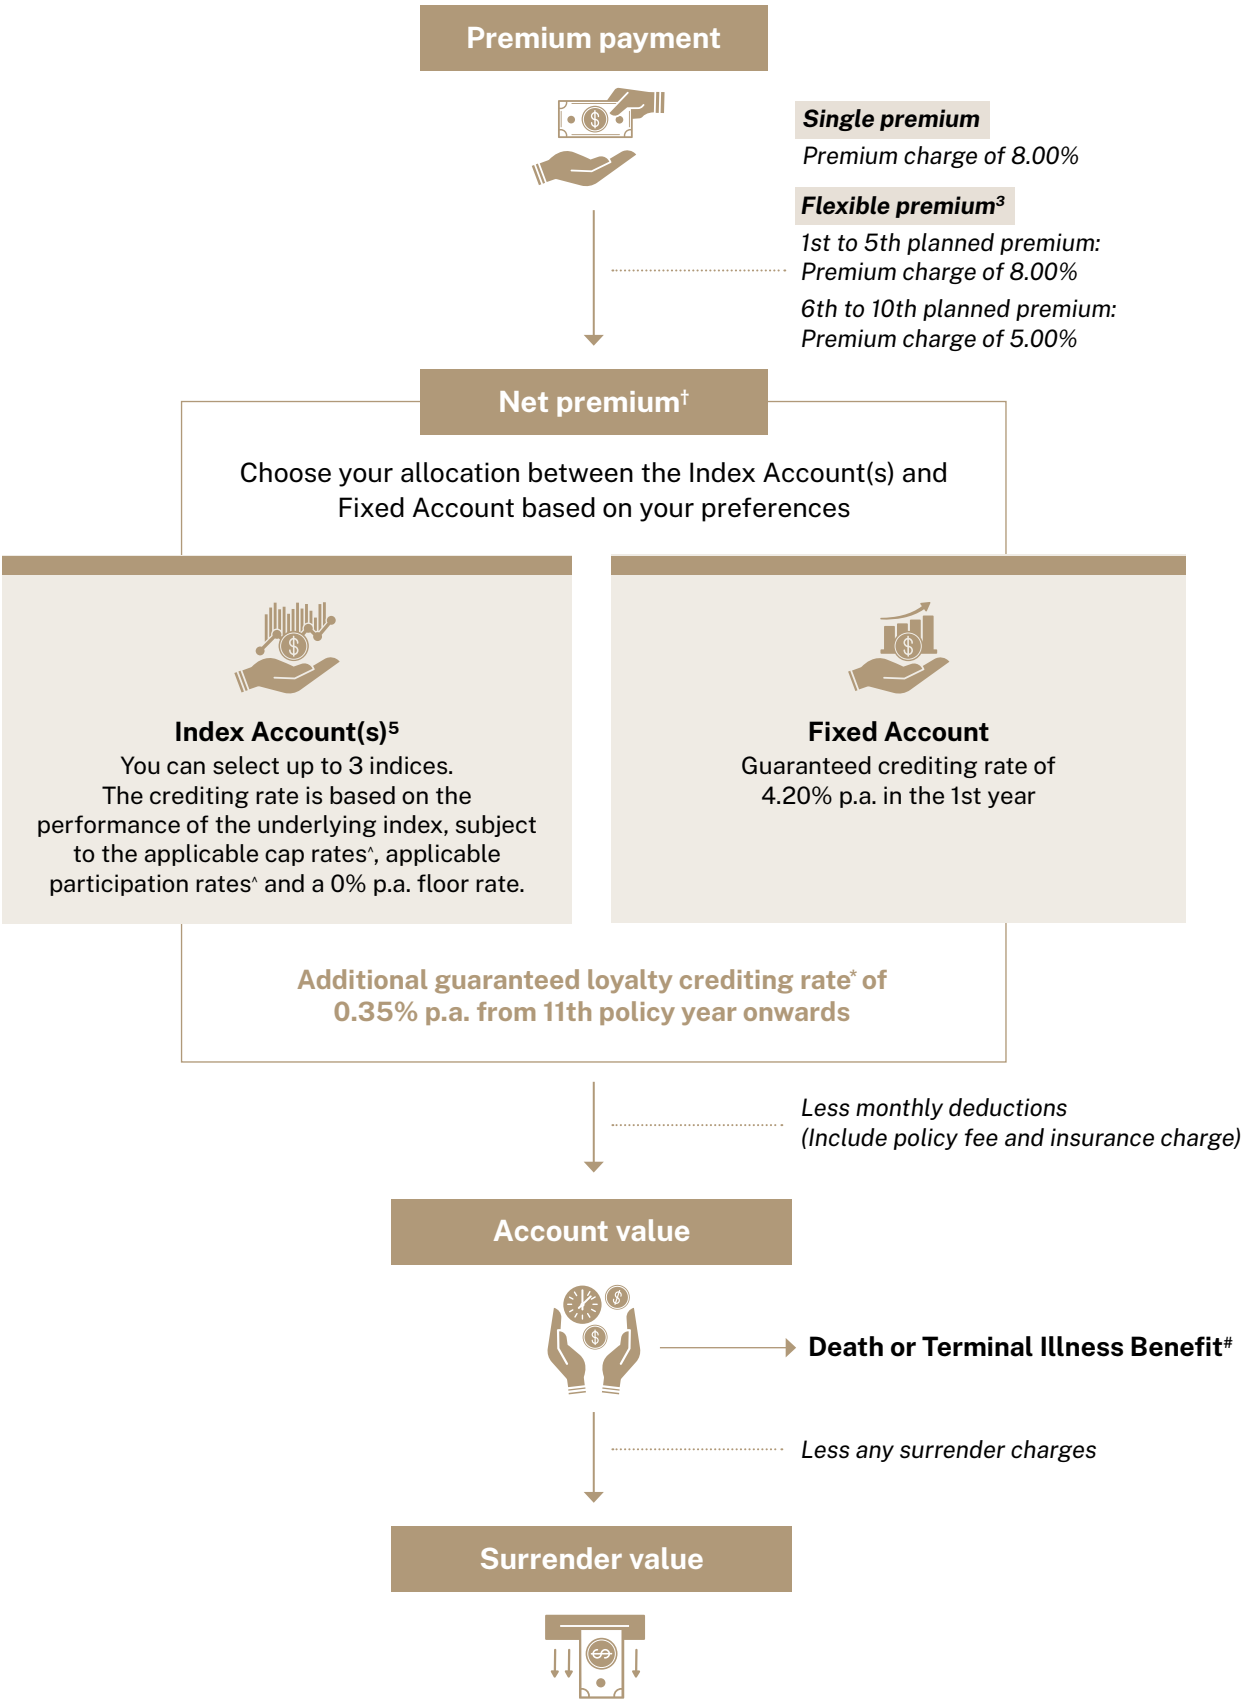 Premium payment
Single premium
Premium charge of 8.00%
Flexible premium³
1st to 5th planned premium:
Premium charge of 8.00%
6th to 10th planned premium:
Premium charge of 5.00%
Net premium†
Choose your allocation between the Index Account(s) and
Fixed Account based on your preferences
Index Account(s)⁵
You can select up to 3 indices.
The crediting rate is based on the
performance of the underlying index, subject
to the applicable cap rates^, applicable
participation rates^ and a 0% p.a. floor rate.
Fixed Account
Guaranteed crediting rate of
4.20% p.a. in the 1st year
Additional guaranteed loyalty crediting rate* of
0.35% p.a. from 11th policy year onwards
Less monthly deductions
(Include policy fee and insurance charge)
Account value
Death or Terminal Illness Benefit#
Less any surrender charges
Surrender value